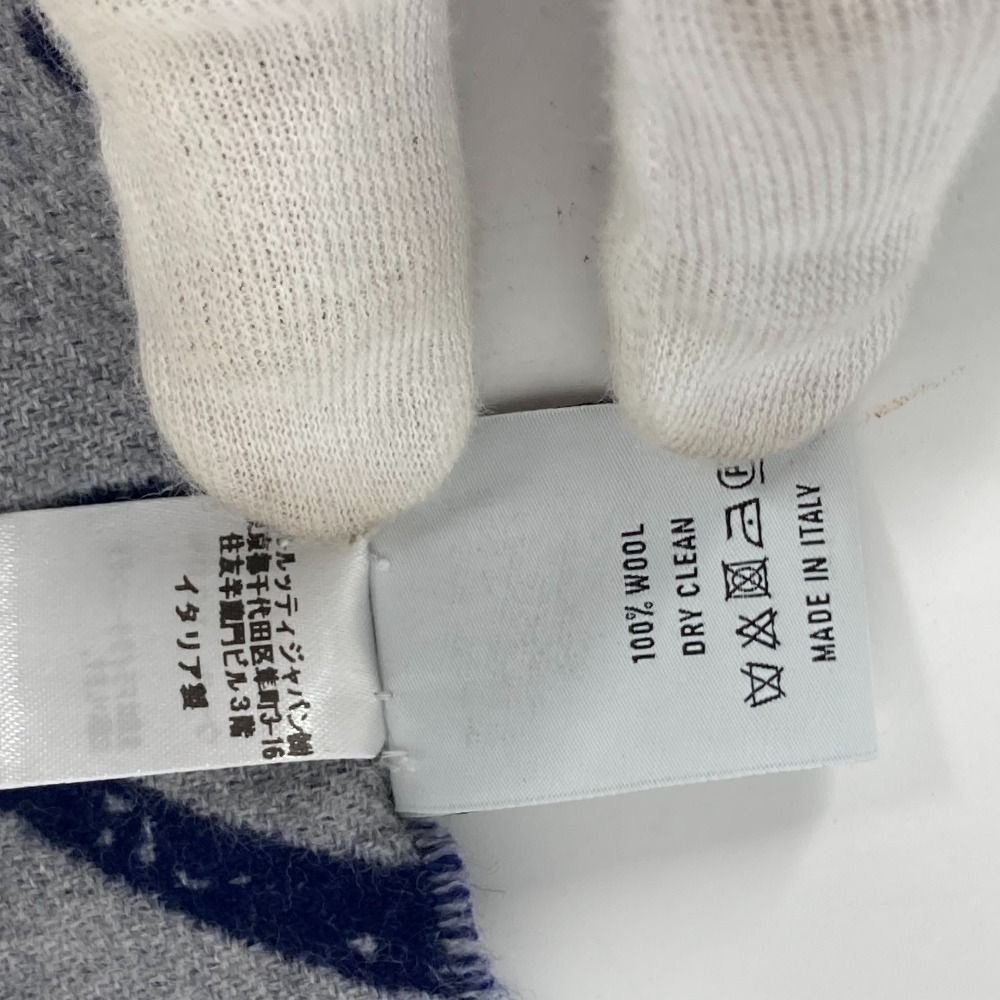 ルッティジャパン㈱
京都千代田区麹町3-16
住友半蔵門ビル3階
イタリア製
100% WOOL
DRY CLEAN
MADE IN ITALY